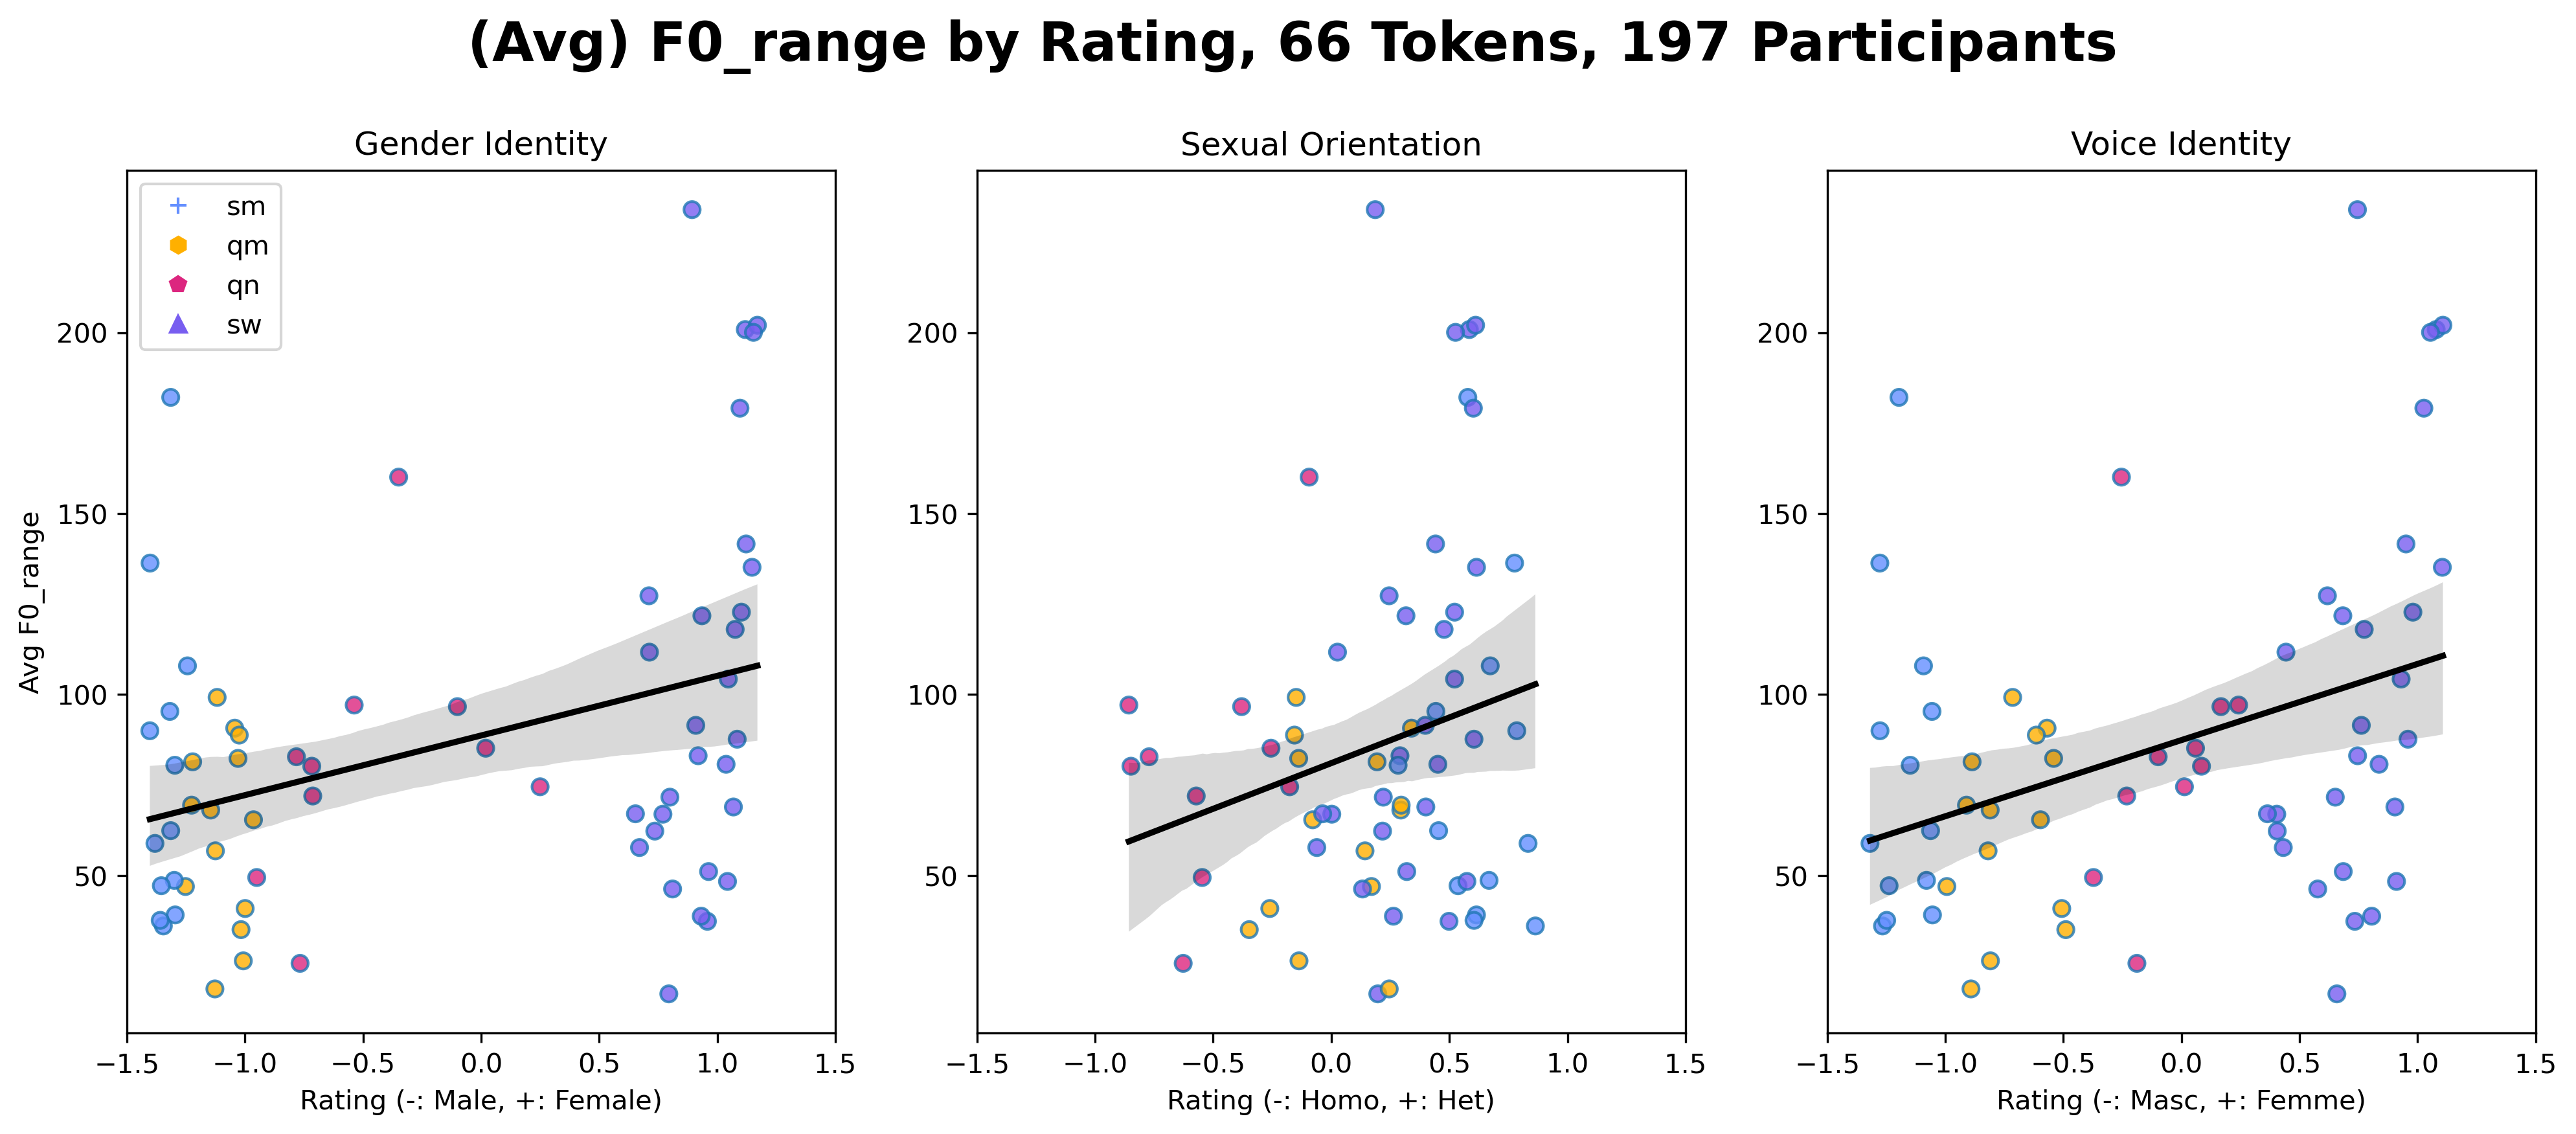 (Avg) F0_range by Rating, 66 Tokens, 197 Participants
Gender Identity
Sexual Orientation
Voice Identity
sm
qm
qn
sw
Avg F0_range
200
150
100
50
200
150
100
50
200
150
100
50
−1.5 −1.0 −0.5 0.0 0.5 1.0 1.5
−1.5 −1.0 −0.5 0.0 0.5 1.0 1.5
−1.5 −1.0 −0.5 0.0 0.5 1.0 1.5
Rating (-: Male, +: Female)
Rating (-: Homo, +: Het)
Rating (-: Masc, +: Femme)